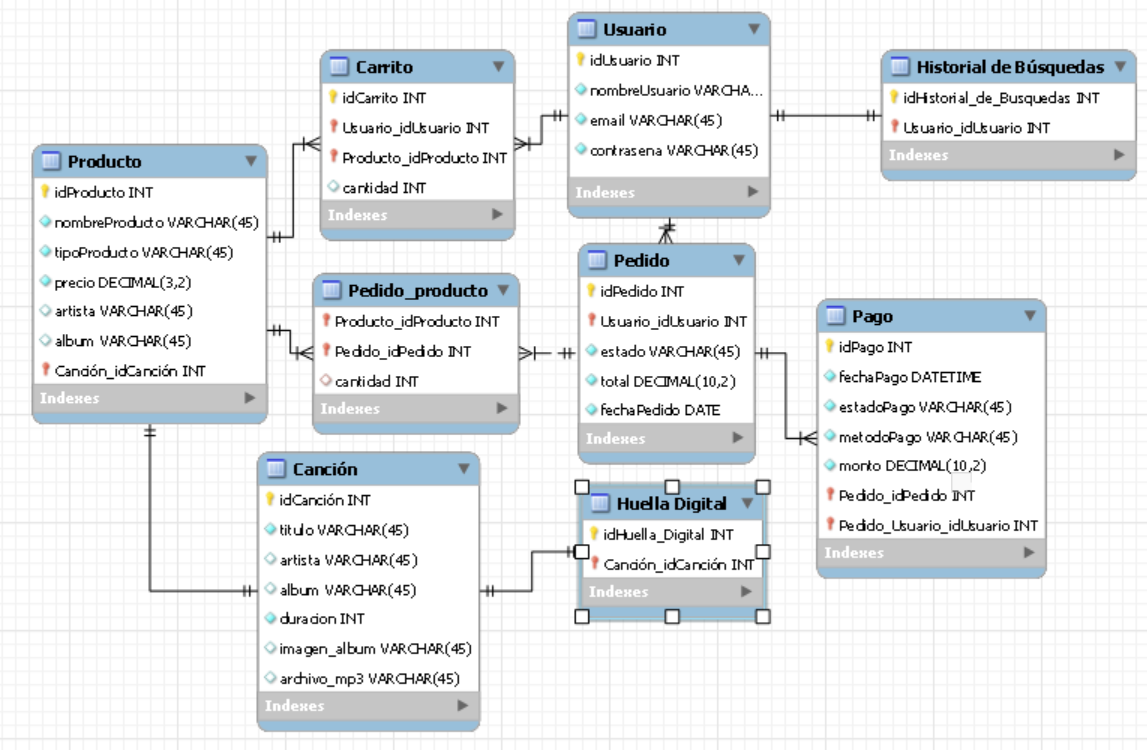 Producto
idProducto INT
nombreProducto VARCHAR(45)
tipoProducto VARCHAR(45)
precio DECIMAL(3,2)
artista VARCHAR(45)
album VARCHAR(45)
Canción_idCanción INT
Indexes
Carrito
idCarrito INT
Usuario_idUsuario INT
Producto_idProducto INT
cantidad INT
Indexes
Usuario
idUsuario INT
nombreUsuario VARCHA...
email VARCHAR(45)
contrasena VARCHAR(45)
Indexes
Historial de Búsquedas
idHistorial_de_Busquedas INT
Usuario_idUsuario INT
Indexes
Pedido_producto
Producto_idProducto INT
Pedido_idPedido INT
cantidad INT
Indexes
Pedido
idPedido INT
Usuario_idUsuario INT
estado VARCHAR(45)
total DECIMAL(10,2)
fechaPedido DATE
Indexes
Pago
idPago INT
fechaPago DATETIME
estadoPago VARCHAR(45)
metodoPago VARCHAR(45)
monto DECIMAL(10,2)
Pedido_idPedido INT
Pedido_Usuario_idUsuario INT
Indexes
Canción
idCanción INT
titulo VARCHAR(45)
artista VARCHAR(45)
album VARCHAR(45)
duracion INT
imagen_album VARCHAR(45)
archivo_mp3 VARCHAR(45)
Indexes
Huella Digital
idHuella_Digital INT
Canción_idCanción INT
Indexes